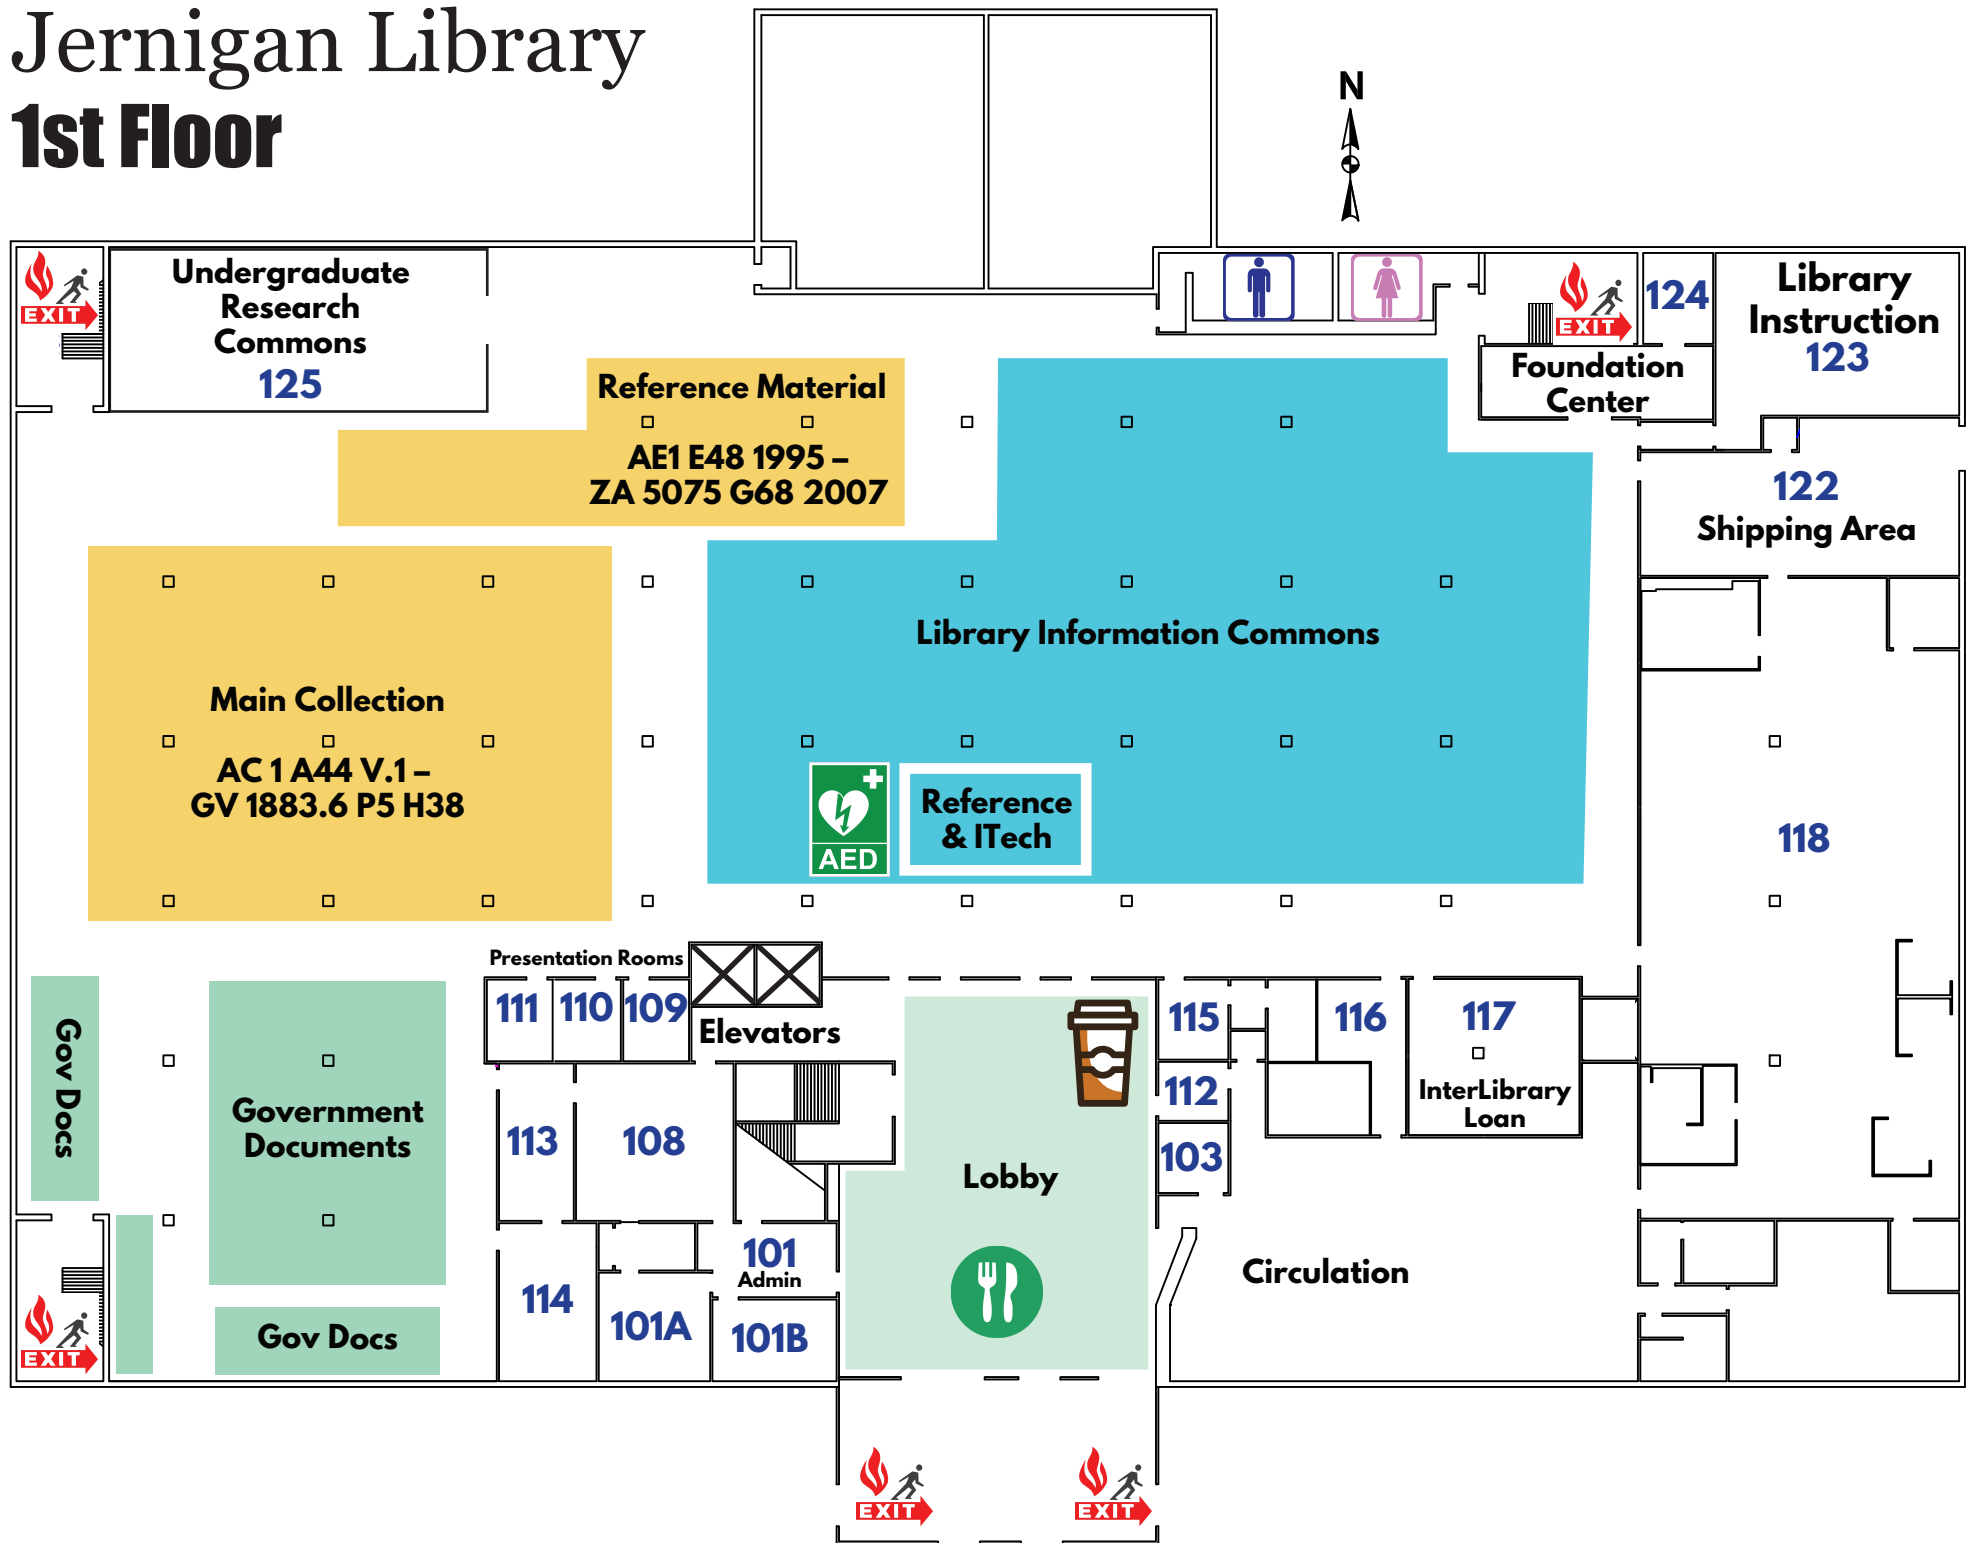 Jernigan Library
1st Floor
N
EXIT
Undergraduate
Research
Commons
125
EXIT
124
Library
Instruction
123
Foundation
Center
Reference Material
AE1 E48 1995 –
ZA 5075 G68 2007
122
Shipping Area
Library Information Commons
Main Collection
AC 1 A44 V.1 –
GV 1883.6 P5 H38
AED
Reference
& ITech
118
Presentation Rooms
111
110
109
Elevators
115
116
117
InterLibrary
Loan
112
103
Gov Docs
Government
Documents
113
108
Lobby
101
Admin
Circulation
114
101A
101B
Gov Docs
EXIT
EXIT
EXIT